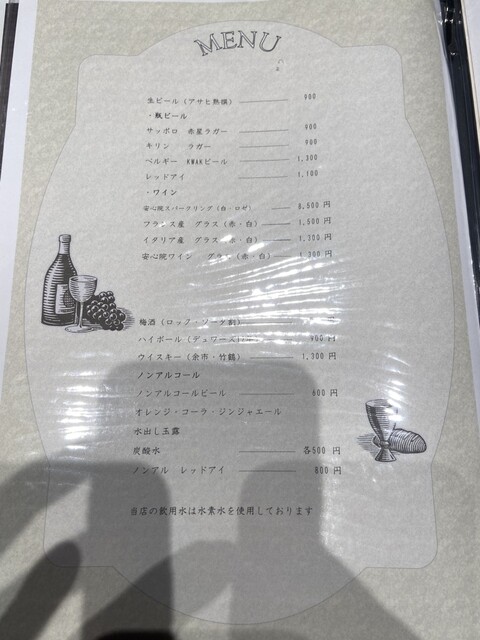 MENU
生ビール（アサヒ熟撰） 900
・瓶ビール
サッポロ 赤星ラガー 900
キリン ラガー 900
ベルギー KWAKビール 1,300
レッドアイ 1,100
・ワイン
安心院スパークリング（白・ロゼ） 8,500 円
フランス産 グラス（赤・白） 1,500 円
イタリア産 グラス（赤・白） 1,300 円
安心院ワイン グラス（赤・白） 1,300 円
梅酒（ロック・ソーダ割） 円
ハイボール（デュワーズ） 900 円
ウイスキー（余市・竹鶴） 1,300 円
ノンアルコール
ノンアルコールビール 600 円
オレンジ・コーラ・ジンジャエール
水出し玉露
炭酸水 各500 円
ノンアル レッドアイ 800 円
当店の飲用水は水素水を使用しております